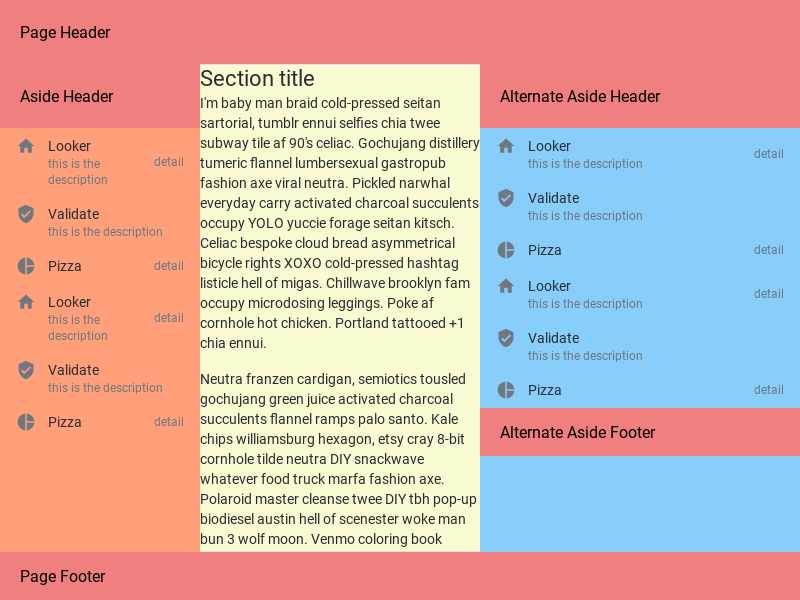 Page Header
Aside Header
Looker
this is the
description
detail
Validate
this is the description
Pizza
detail
Looker
this is the
description
detail
Validate
this is the description
Pizza
detail
Section title
I'm baby man braid cold-pressed seitan
sartorial, tumblr ennui selfies chia twee
subway tile af 90's celiac. Gochujang distillery
tumeric flannel lumbersexual gastropub
fashion axe viral neutra. Pickled narwhal
everyday carry activated charcoal succulents
occupy YOLO yuccie forage seitan kitsch.
Celiac bespoke cloud bread asymmetrical
bicycle rights XOXO cold-pressed hashtag
listicle hell of migas. Chillwave brooklyn fam
occupy microdosing leggings. Poke af
cornhole hot chicken. Portland tattooed +1
chia ennui.
Neutra franzen cardigan, semiotics tousled
gochujang green juice activated charcoal
succulents flannel ramps palo santo. Kale
chips williamsburg hexagon, etsy cray 8-bit
cornhole tilde neutra DIY snackwave
whatever food truck marfa fashion axe.
Polaroid master cleanse twee DIY tbh pop-up
biodiesel austin hell of scenester woke man
bun 3 wolf moon. Venmo coloring book
Alternate Aside Header
Looker
this is the description
detail
Validate
this is the description
Pizza
detail
Looker
this is the description
detail
Validate
this is the description
Pizza
detail
Alternate Aside Footer
Page Footer